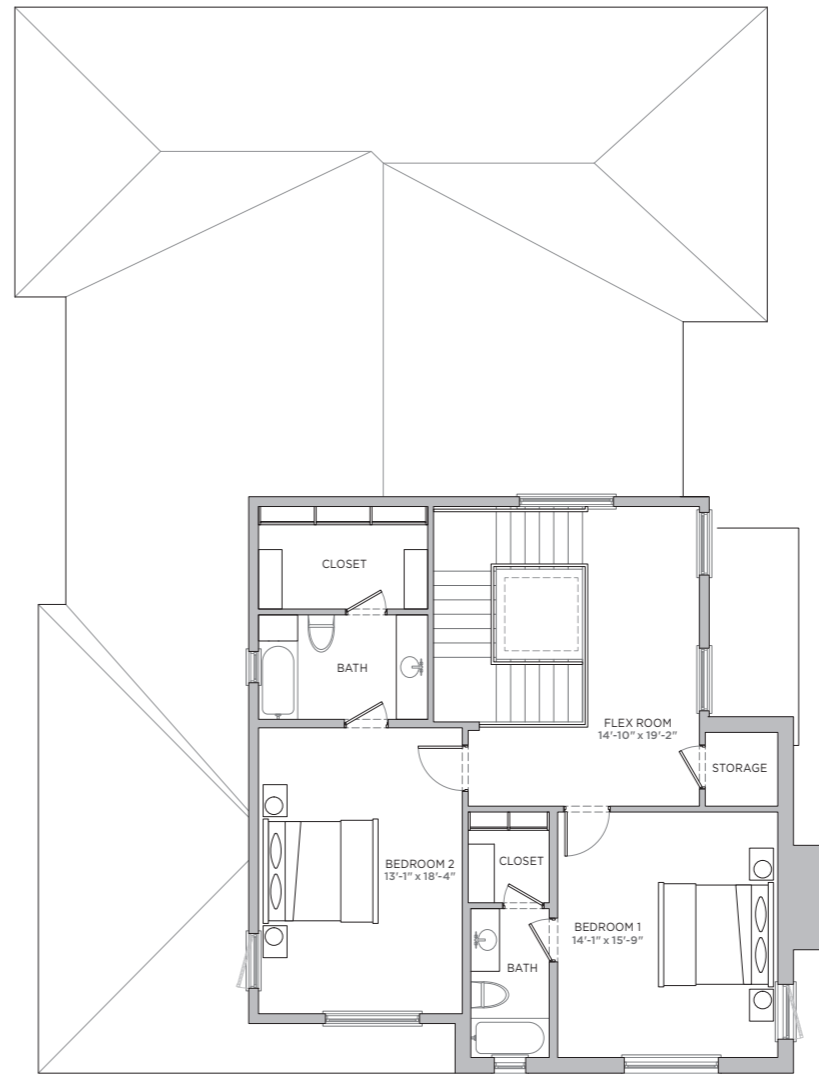 CLOSET
BATH
FLEX ROOM
14'-10" x 19'-2"
STORAGE
BEDROOM 2
13'-1" x 18'-4"
CLOSET
BEDROOM 1
14'-1" x 15'-9"
BATH